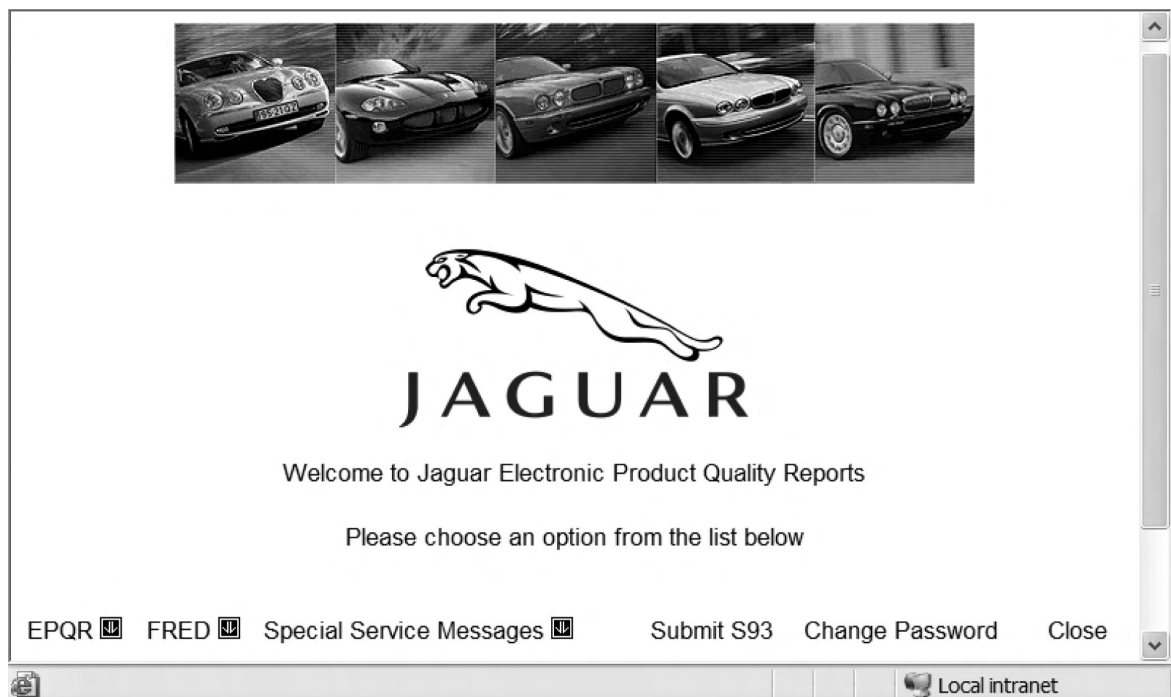 JAGUAR
Welcome to Jaguar Electronic Product Quality Reports
Please choose an option from the list below
EPQR FRED Special Service Messages Submit S93 Change Password Close
Local intranet